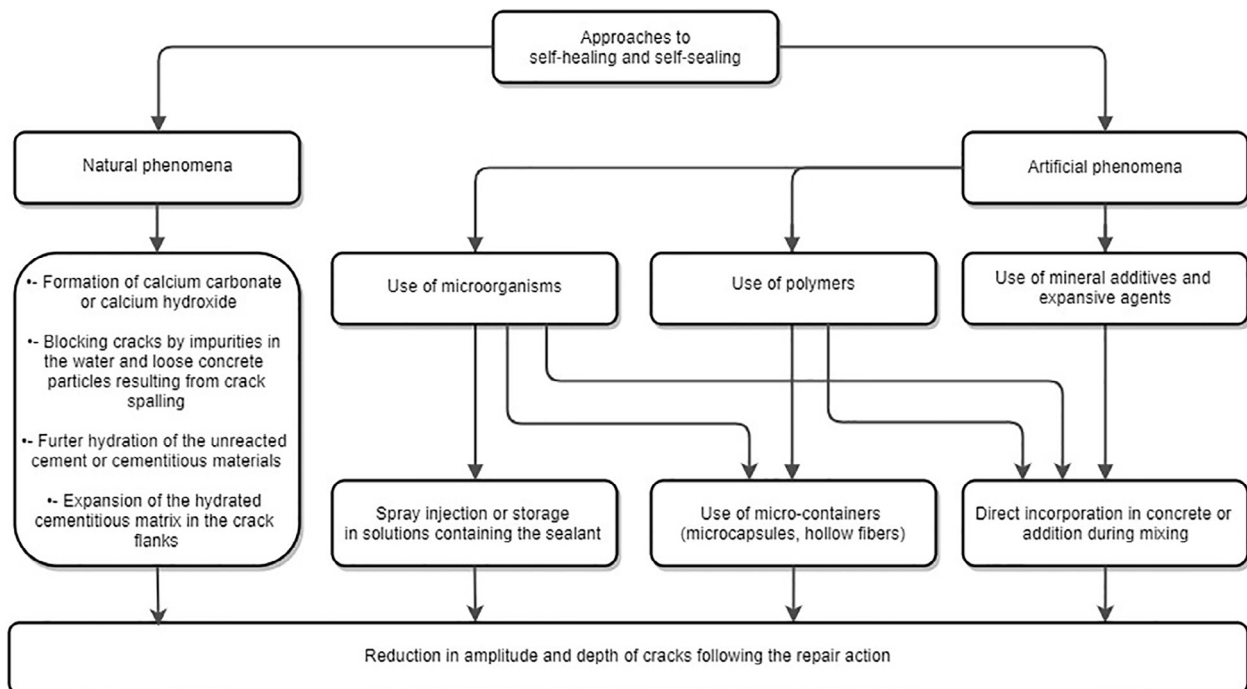 Approaches to
self-healing and self-sealing
Natural phenomena
Artificial phenomena
•- Formation of calcium carbonate
or calcium hydroxide
•- Blocking cracks by impurities in
the water and loose concrete
particles resulting from crack
spalling
•- Furter hydration of the unreacted
cement or cementitious materials
•- Expansion of the hydrated
cementitious matrix in the crack
flanks
Use of microorganisms
Use of polymers
Use of mineral additives and
expansive agents
Spray injection or storage
in solutions containing the sealant
Use of micro-containers
(microcapsules, hollow fibers)
Direct incorporation in concrete or
addition during mixing
Reduction in amplitude and depth of cracks following the repair action